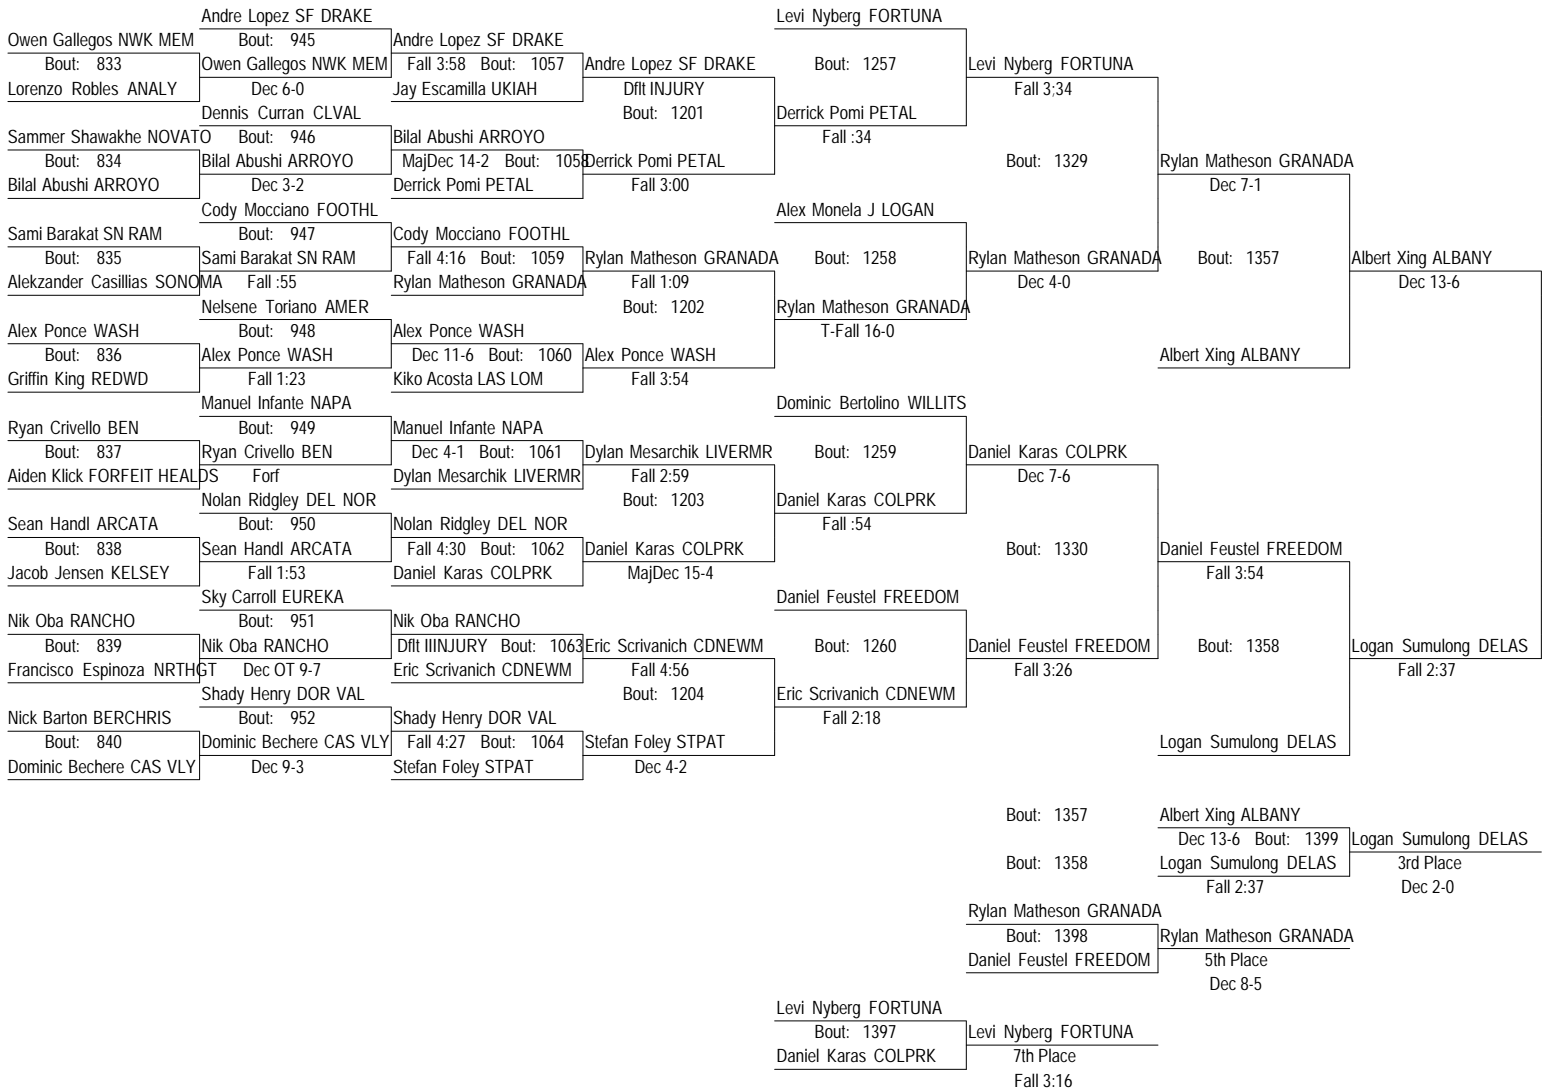 Andre Lopez SF DRAKE Levi Nyberg FORTUNA
Owen Gallegos NWK MEM Bout: 945 Andre Lopez SF DRAKE
Bout: 833 Owen Gallegos NWK MEM Fall 3:58 Bout: 1057 Andre Lopez SF DRAKE Bout: 1257 Levi Nyberg FORTUNA
Lorenzo Robles ANALY Dec 6-0 Jay Escamilla UKIAH Dflt INJURY Fall 3;34
Dennis Curran CLVAL Bout: 1201 Derrick Pomi PETAL
Sammer Shawakhe NOVATO Bout: 946 Bilal Abushi ARROYO Fall :34
Bout: 834 Bilal Abushi ARROYO MajDec 14-2 Bout: 1058 Derrick Pomi PETAL Bout: 1329 Rylan Matheson GRANADA
Bilal Abushi ARROYO Dec 3-2 Derrick Pomi PETAL Fall 3:00 Dec 7-1
Cody Mocciano FOOTHL Alex Monela J LOGAN
Sami Barakat SN RAM Bout: 947 Cody Mocciano FOOTHL
Bout: 835 Sami Barakat SN RAM Fall 4:16 Bout: 1059 Rylan Matheson GRANADA Bout: 1258 Rylan Matheson GRANADA Bout: 1357 Albert Xing ALBANY
Alekzander Casillias SONOMA Fall :55 Rylan Matheson GRANADA Fall 1:09 Dec 4-0 Dec 13-6
Nelsene Toriano AMER Bout: 1202 Rylan Matheson GRANADA
Alex Ponce WASH Bout: 948 Alex Ponce WASH T-Fall 16-0
Bout: 836 Alex Ponce WASH Dec 11-6 Bout: 1060 Alex Ponce WASH Albert Xing ALBANY
Griffin King REDWD Fall 1:23 Kiko Acosta LAS LOM Fall 3:54
Manuel Infante NAPA Dominic Bertolino WILLITS
Ryan Crivello BEN Bout: 949 Manuel Infante NAPA
Bout: 837 Ryan Crivello BEN Dec 4-1 Bout: 1061 Dylan Mesarchik LIVERMR Bout: 1259 Daniel Karas COLPRK
Aiden Klick FORFEIT HEALDS Forf Dylan Mesarchik LIVERMR Fall 2:59 Dec 7-6
Nolan Ridgley DEL NOR Bout: 1203 Daniel Karas COLPRK
Sean Handl ARCATA Bout: 950 Nolan Ridgley DEL NOR Fall :54
Bout: 838 Sean Handl ARCATA Fall 4:30 Bout: 1062 Daniel Karas COLPRK Bout: 1330 Daniel Feustel FREEDOM
Jacob Jensen KELSEY Fall 1:53 Daniel Karas COLPRK MajDec 15-4 Fall 3:54
Sky Carroll EUREKA Daniel Feustel FREEDOM
Nik Oba RANCHO Bout: 951 Nik Oba RANCHO
Bout: 839 Nik Oba RANCHO Dflt IIINJURY Bout: 1063 Eric Scrivanich CDNEWM Bout: 1260 Daniel Feustel FREEDOM Bout: 1358 Logan Sumulong DELAS
Francisco Espinoza NRTHGT Dec OT 9-7 Eric Scrivanich CDNEWM Fall 4:56 Fall 3:26 Fall 2:37
Shady Henry DOR VAL Bout: 1204 Eric Scrivanich CDNEWM
Nick Barton BERCHRIS Bout: 952 Shady Henry DOR VAL Fall 2:18
Bout: 840 Dominic Bechere CAS VLY Fall 4:27 Bout: 1064 Stefan Foley STPAT Logan Sumulong DELAS
Dominic Bechere CAS VLY Dec 9-3 Stefan Foley STPAT Dec 4-2
Bout: 1357 Albert Xing ALBANY
Dec 13-6 Bout: 1399 Logan Sumulong DELAS
Bout: 1358 Logan Sumulong DELAS 3rd Place
Fall 2:37 Dec 2-0
Rylan Matheson GRANADA
Bout: 1398 Rylan Matheson GRANADA
Daniel Feustel FREEDOM 5th Place
Dec 8-5
Levi Nyberg FORTUNA
Bout: 1397 Levi Nyberg FORTUNA
Daniel Karas COLPRK 7th Place
Fall 3:16